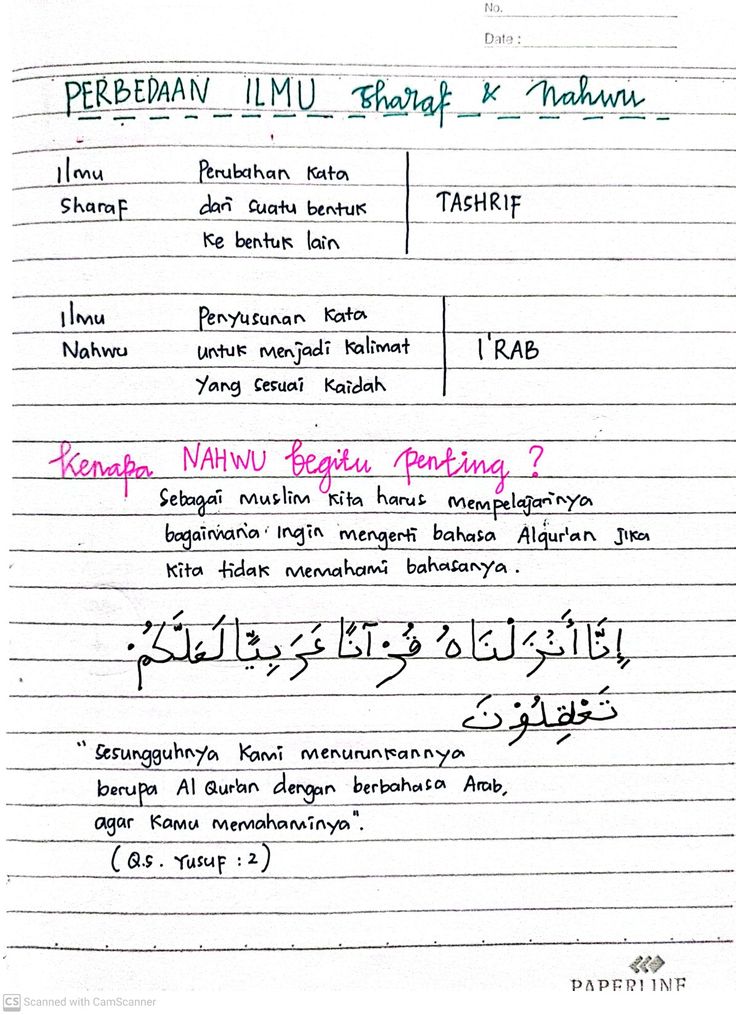 No.
Date :
PERBEDAAN ILMU Sharaf & Nahwu
Ilmu Perubahan Kata
Sharaf dari suatu bentuk TASHRIF
Ke bentuk lain
Ilmu Penyusunan Kata
Nahwu untuk menjadi Kalimat I'RAB
Yang sesuai Kaidah
Kenapa NAHWU begitu penting ?
Sebagai muslim Kita harus mempelajarinya
bagaimana Ingin mengerti bahasa Alqur'an Jika
Kita tidak memahami bahasanya.
إِنَّا أَنْزَلْنَاهُ قُرْآنًا عَرَبِيًّا لَعَلَّكُمْ
تَعْقِلُوْنَ
"Sesungguhnya Kami menurunkannya
berupa Al Qur'an dengan berbahasa Arab,
agar Kamu memahaminya".
(Q.S. Yusuf : 2)
PAPERLINE
CS Scanned with CamScanner